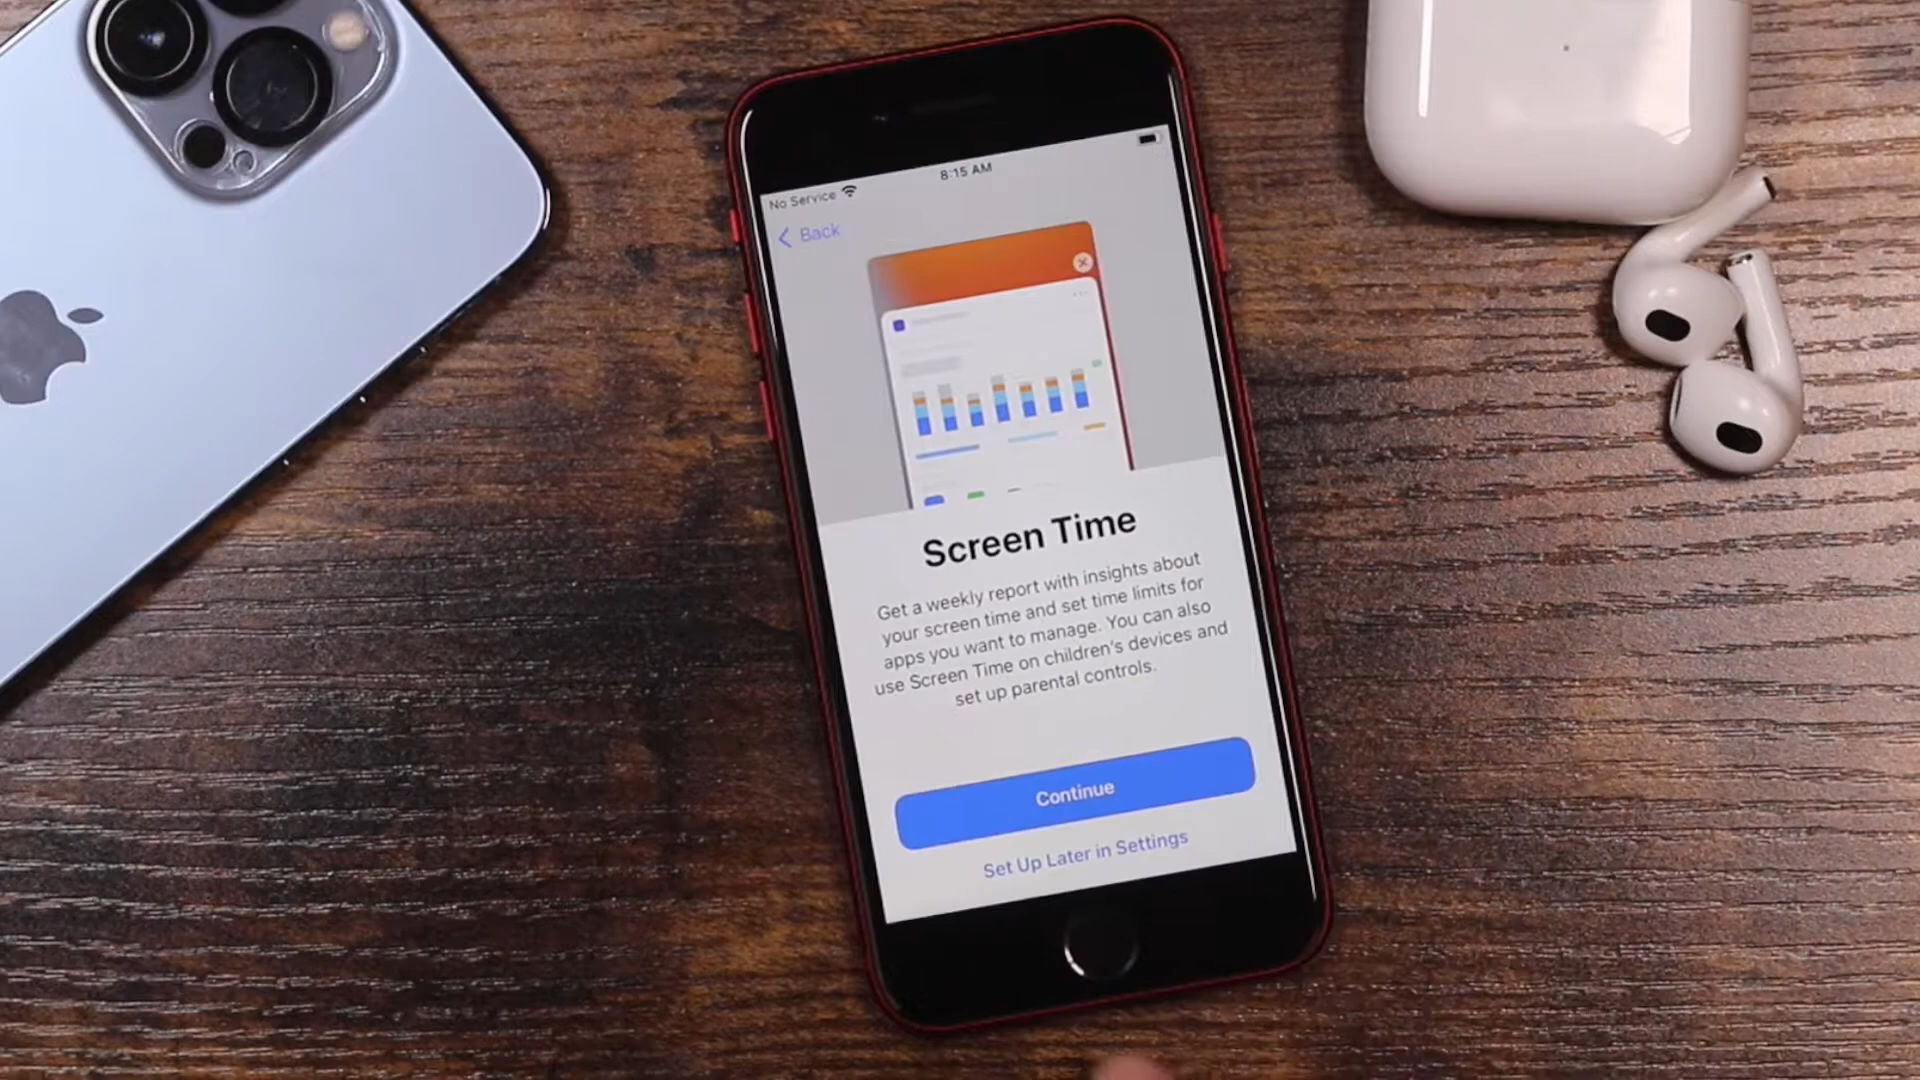 No Service
8:15 AM
Back
Screen Time
Get a weekly report with insights about
your screen time and set time limits for
apps you want to manage. You can also
use Screen Time on children's devices and
set up parental controls.
Continue
Set Up Later in Settings